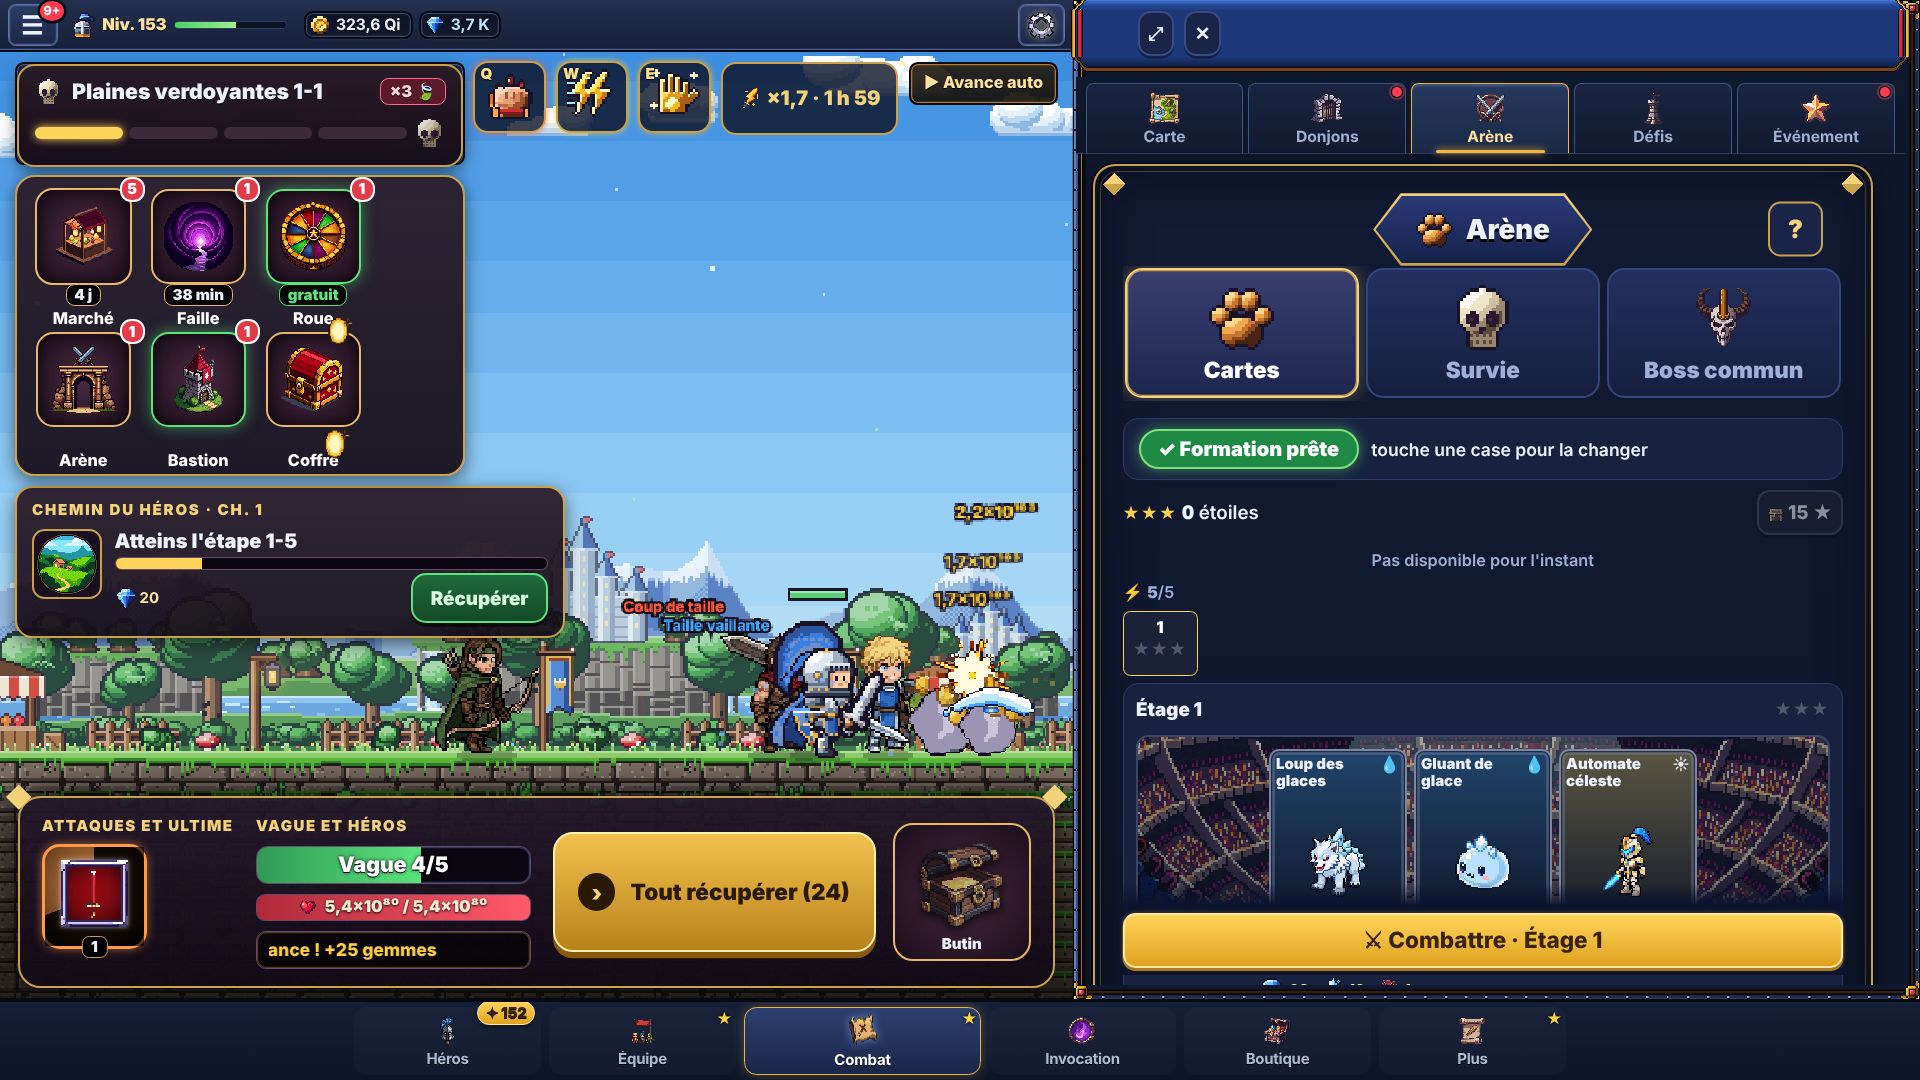 9+
Niv. 153
323,6 Qi
3,7 K
Plaines verdoyantes 1-1
×3
Q
W
E
×1,7 · 1 h 59
▶ Avance auto
5
1
1
4 j
38 min
gratuit
Marché
Faille
Roue
1
1
Arène
Bastion
Coffre
CHEMIN DU HÉROS · CH. 1
Atteins l'étape 1-5
20
Récupérer
Coup de taille
Taille vaillante
ATTAQUES ET ULTIME
1
VAGUE ET HÉROS
Vague 4/5
5,4×10⁸⁰ / 5,4×10⁸⁰
ance ! +25 gemmes
› Tout récupérer (24)
Butin
Carte
Donjons
Arène
Défis
Événement
Arène
?
Cartes
Survie
Boss commun
✓ Formation prête
touche une case pour la changer
★★★ 0 étoiles
15 ★
Pas disponible pour l'instant
5/5
1
★★★
Étage 1
★★★
Loup des
glaces
Gluant de
glace
Automate
céleste
⚔ Combattre · Étage 1
✦152
Héros
Équipe
Combat
Invocation
Boutique
Plus